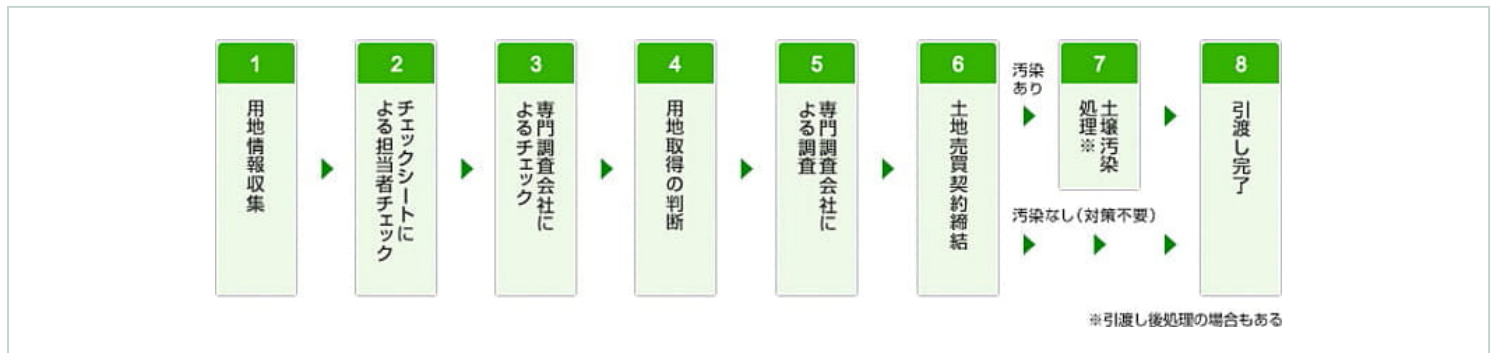 1
用地情報収集
2
チェックシートに
よる担当者チェック
3
専門調査会社に
よるチェック
4
用地取得の判断
5
専門調査会社に
よる調査
6
土地売買契約締結
汚染
あり
7
土壌汚染
処理※
汚染なし(対策不要)
8
引渡し完了
※引渡し後処理の場合もある